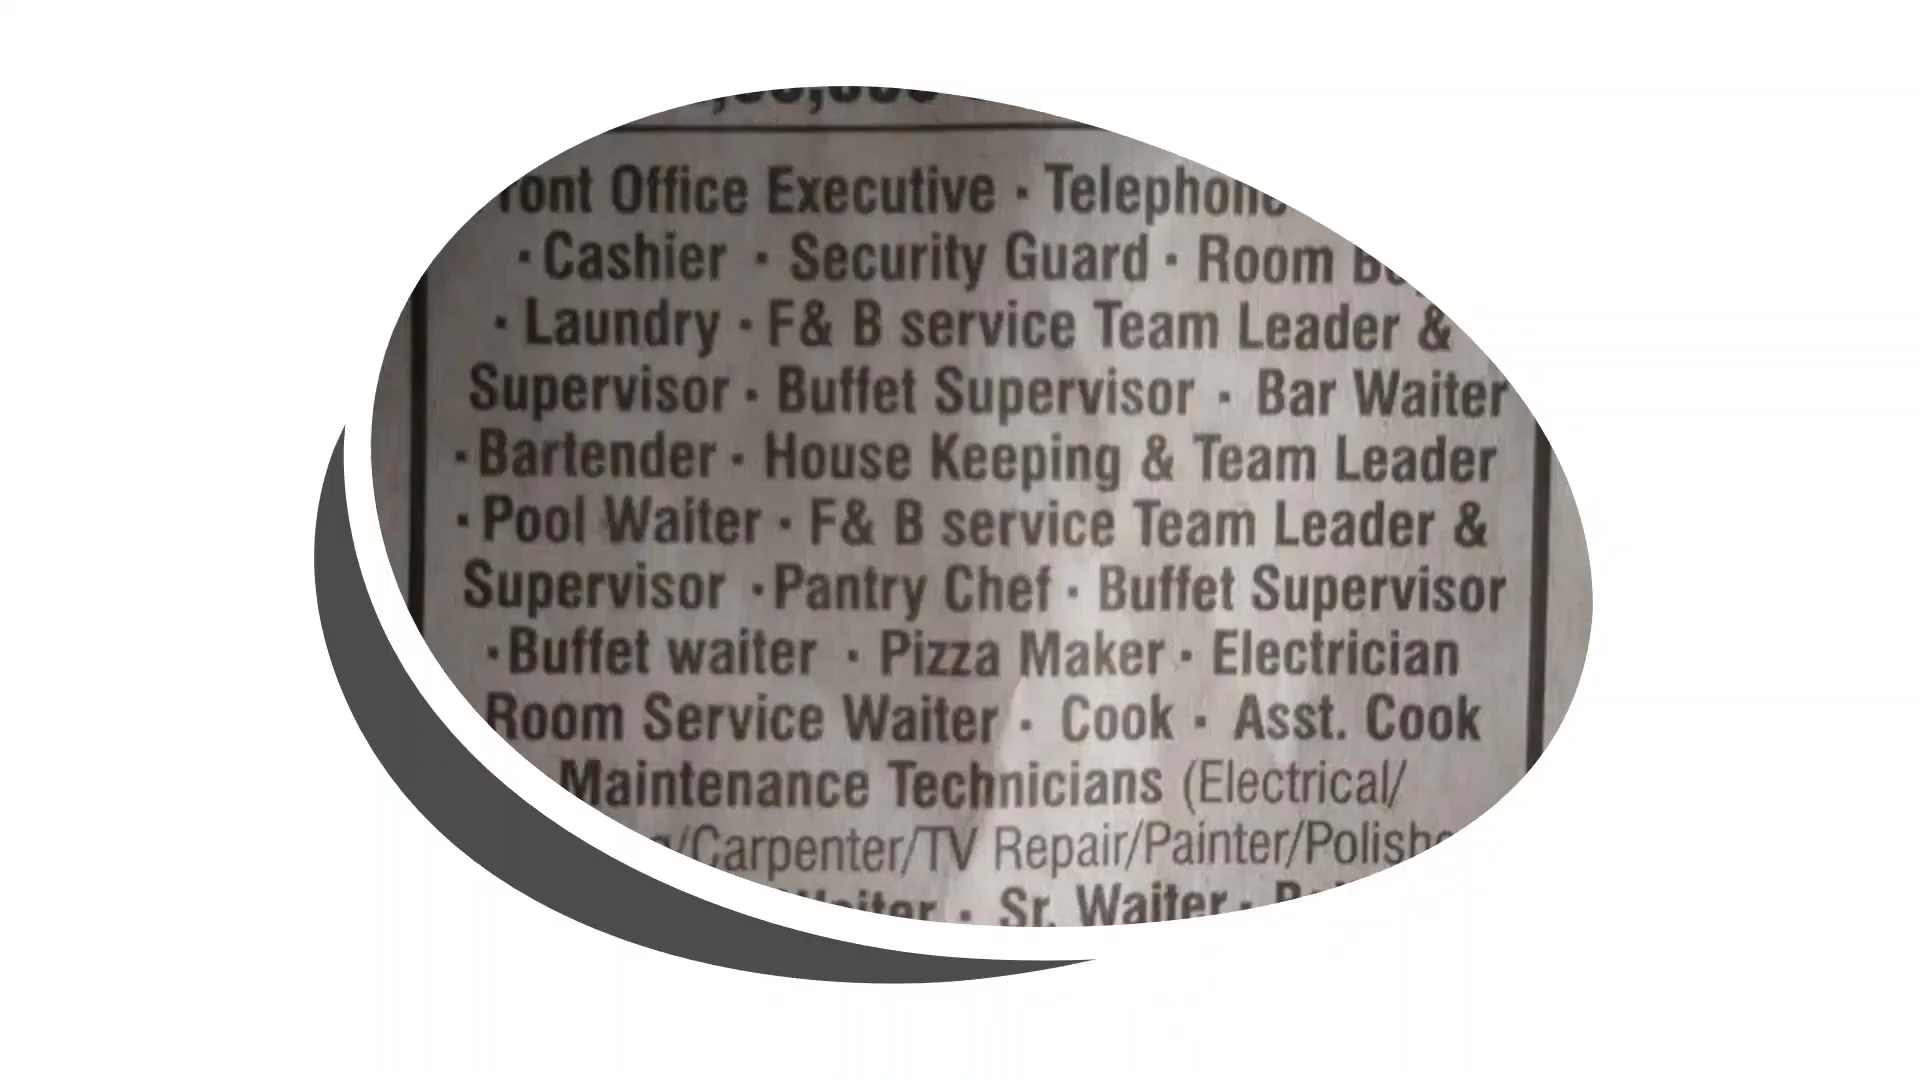 Office Executive ·
· Cashier · Security Guard · Room
· Laundry · F& B service Team Leader &
Supervisor · Buffet Supervisor · Bar Waiter
· Bartender · House Keeping & Team Leader
· Pool Waiter · F& B service Team Leader &
Supervisor · Pantry Chef · Buffet Supervisor
· Buffet waiter · Pizza Maker · Electrician
Room Service Waiter · Cook · Asst. Cook
Maintenance Technicians (Electrical/
/Carpenter/TV Repair/Painter/
· Sr. Waiter ·